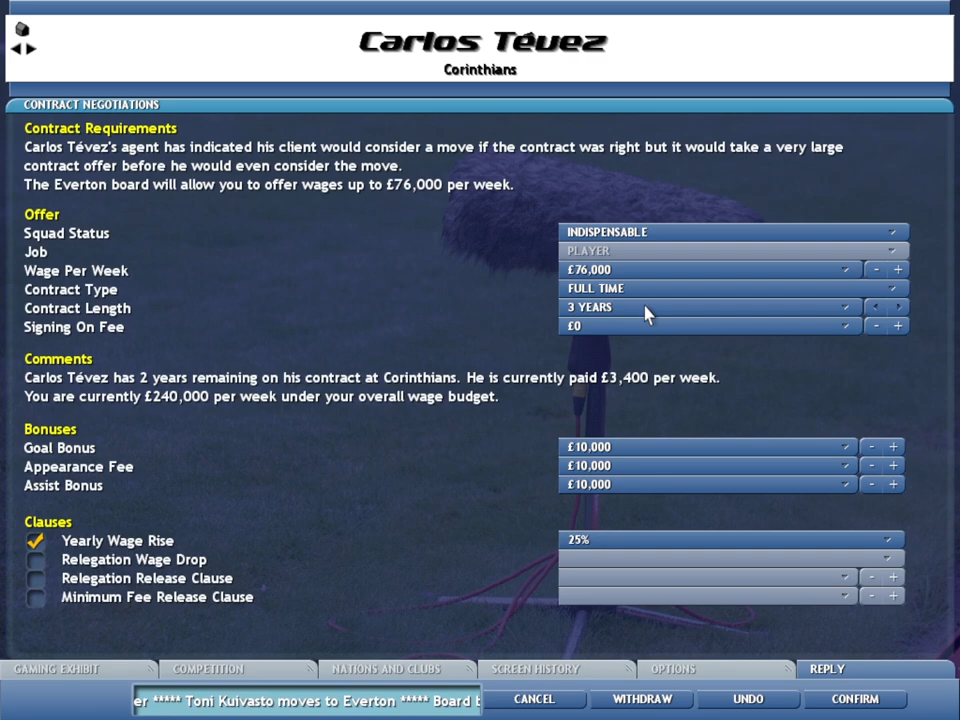 Carlos Tévez
Corinthians
CONTRACT NEGOTIATIONS
Contract Requirements
Carlos Tévez's agent has indicated his client would consider a move if the contract was right but it would take a very large
contract offer before he would even consider the move.
The Everton board will allow you to offer wages up to £76,000 per week.
Offer
Squad Status INDISPENSABLE
Job PLAYER
Wage Per Week £76,000 - +
Contract Type FULL TIME
Contract Length 3 YEARS
Signing On Fee £0 - +
Comments
Carlos Tévez has 2 years remaining on his contract at Corinthians. He is currently paid £3,400 per week.
You are currently £240,000 per week under your overall wage budget.
Bonuses
Goal Bonus £10,000 - +
Appearance Fee £10,000 - +
Assist Bonus £10,000 - +
Clauses
Yearly Wage Rise 25%
Relegation Wage Drop
Relegation Release Clause - +
Minimum Fee Release Clause - +
GAMING EXHIBIT COMPETITION NATIONS AND CLUBS SCREEN HISTORY OPTIONS REPLY
er ***** Toni Kuivasto moves to Everton ***** Board b CANCEL WITHDRAW UNDO CONFIRM